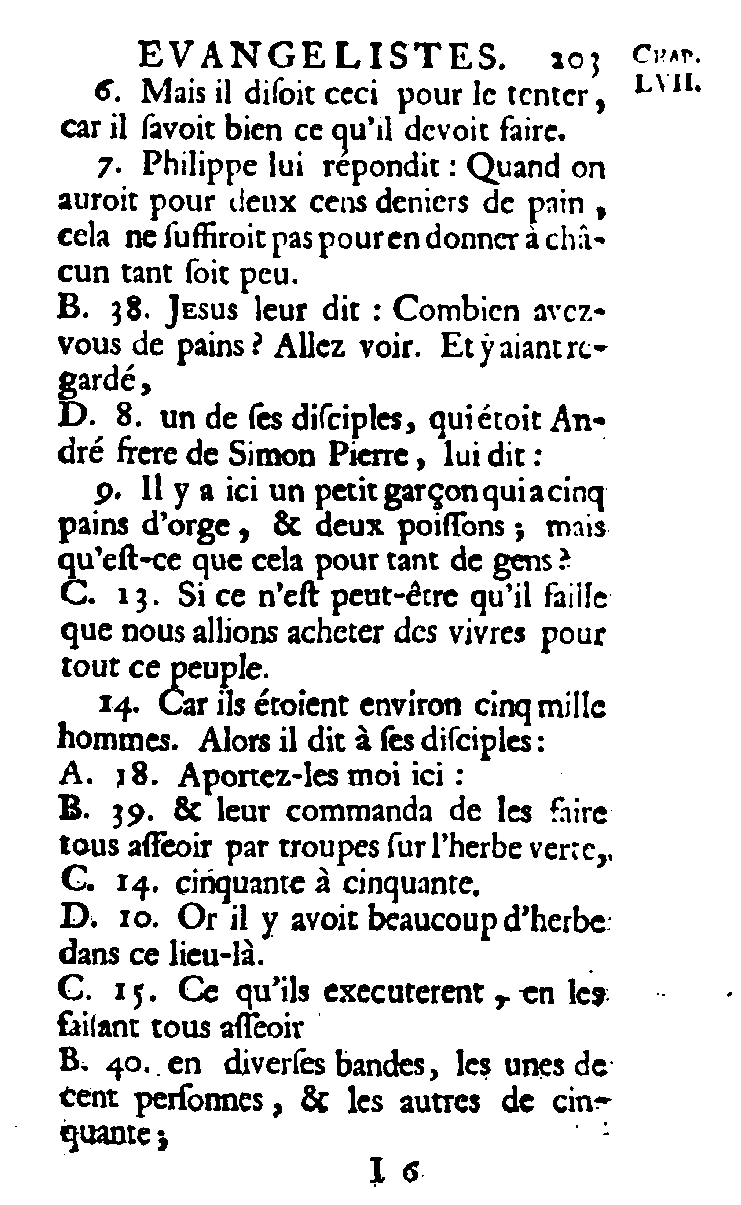 EVANGELISTES. 203 CHAP.
LVII.
6. Mais il diſoit ceci pour le tenter,
car il ſavoit bien ce qu'il devoit faire.
7. Philippe lui répondit : Quand on
auroit pour deux cens deniers de pain ,
cela ne ſuffiroit pas pour en donner à châ-
cun tant ſoit peu.
B. 38. JESUS leur dit : Combien avez-
vous de pains ? Allez voir. Et y aiant re-
gardé,
D. 8. un de ſes diſciples, qui étoit An-
dré frere de Simon Pierre, lui dit :
9. Il y a ici un petit garçon qui a cinq
pains d'orge, & deux poiſſons ; mais
qu'eſt-ce que cela pour tant de gens ?
C. 13. Si ce n'eſt peut-être qu'il faille
que nous allions acheter des vivres pour
tout ce peuple.
14. Car ils étoient environ cinq mille
hommes. Alors il dit à ſes diſciples :
A. 18. Aportez-les moi ici :
B. 39. & leur commanda de les faire
tous aſſeoir par troupes ſur l'herbe verte,
C. 14. cinquante à cinquante.
D. 10. Or il y avoit beaucoup d'herbe
dans ce lieu-là.
C. 15. Ce qu'ils executerent, en les
faiſant tous aſſeoir
B. 40. en diverſes bandes, les unes de
cent perſonnes, & les autres de cin-
quante ;
I 6